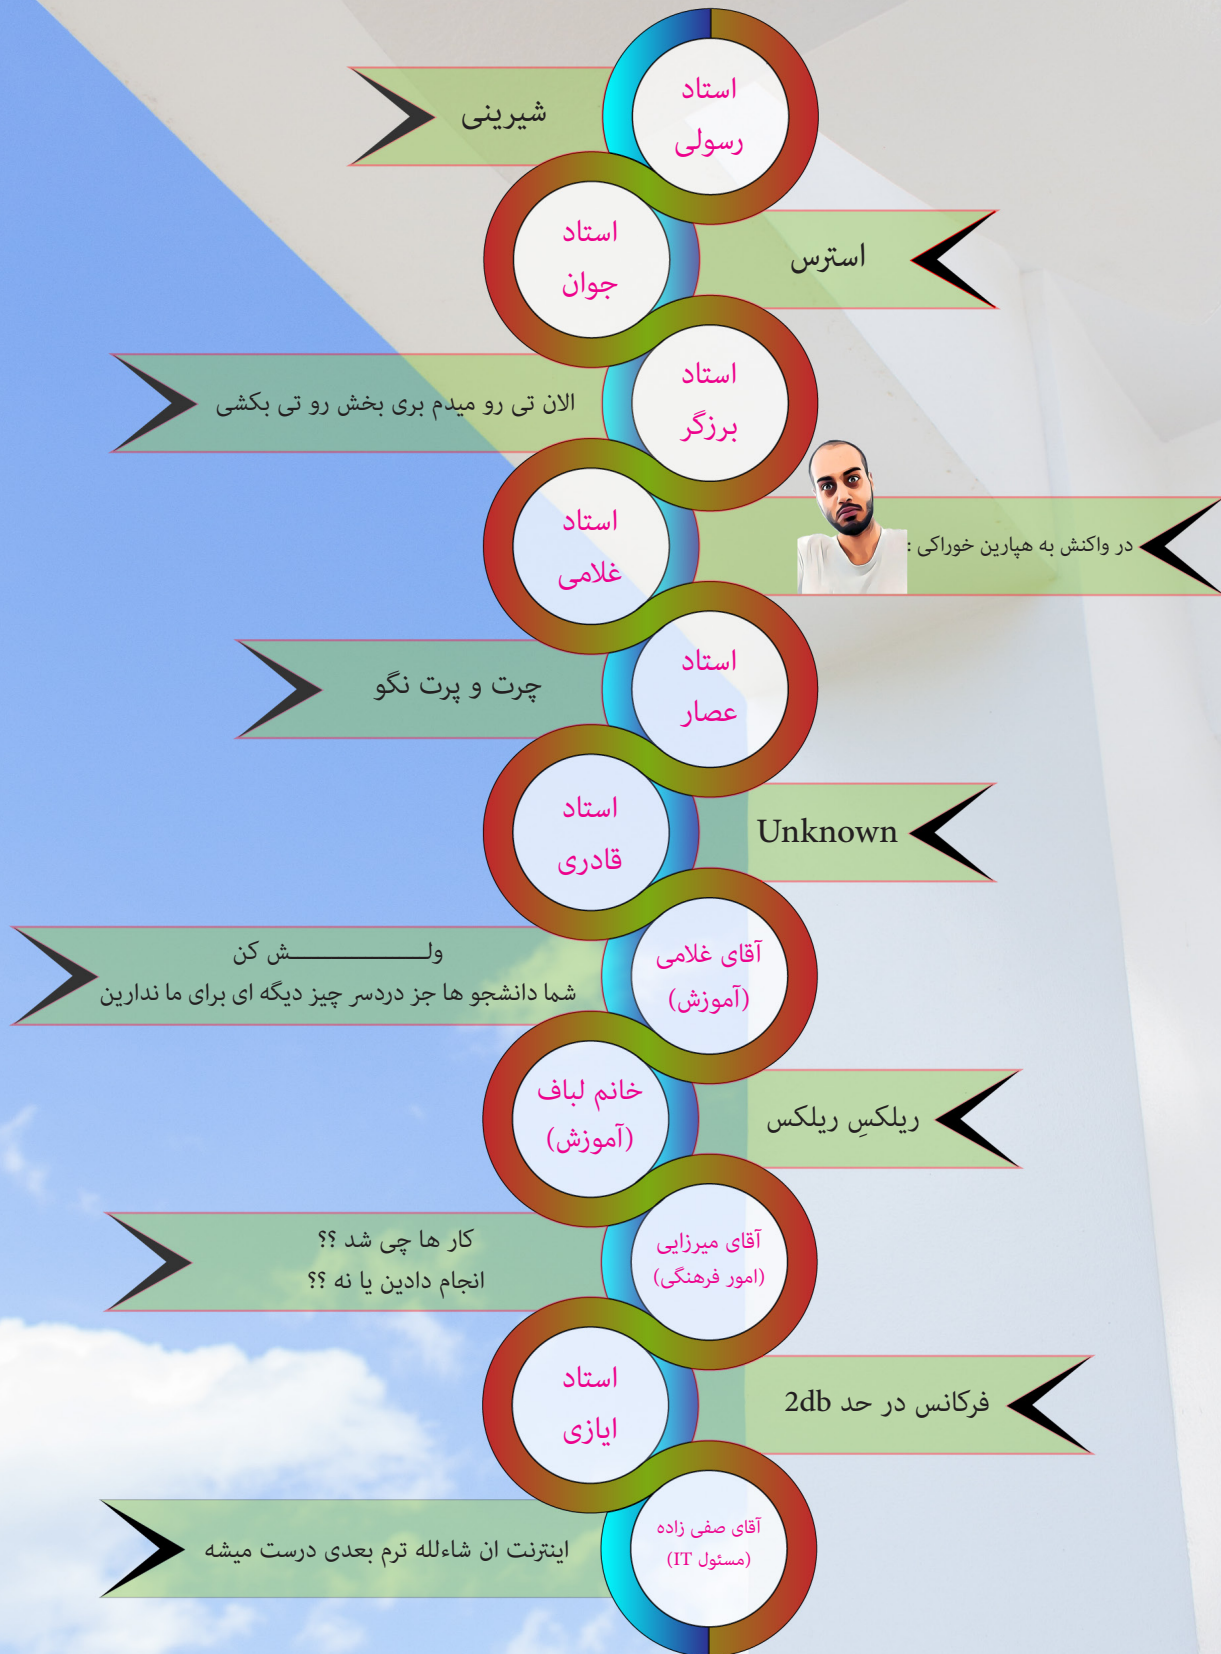 استاد
رسولی
شیرینی
استاد
جوان
استرس
استاد
برزگر
الان تی رو میدم بری بخش رو تی بکشی
استاد
غلامی
در واکنش به هپارین خوراکی :
استاد
عصار
چرت و پرت نگو
استاد
قادری
Unknown
آقای غلامی
(آموزش)
ولــــــــــــــش کن
شما دانشجو ها جز دردسر چیز دیگه ای برای ما ندارین
خانم لباف
(آموزش)
ریلکسِ ریلکس
آقای میرزایی
(امور فرهنگی)
کار ها چی شد ؟؟
انجام دادین یا نه ؟؟
استاد
ایازی
فرکانس در حد 2db
آقای صفی زاده
(مسئول IT)
اینترنت ان شاءلله ترم بعدی درست میشه